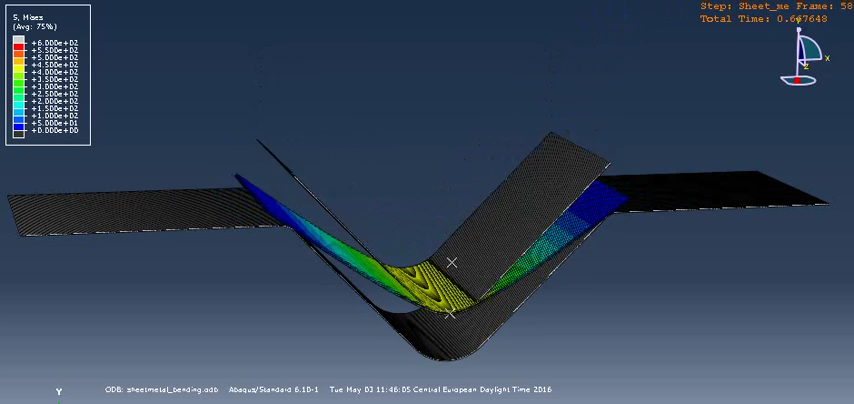 S, Mises
(Avg: 75%)
+6.000e+02
+5.500e+02
+5.000e+02
+4.500e+02
+4.000e+02
+3.500e+02
+3.000e+02
+2.500e+02
+2.000e+02
+1.500e+02
+1.000e+02
+5.000e+01
+0.000e+00
Step: Sheet_me Frame: 58
Total Time: 0.667648
Y
X
Z
Y
ODB: sheetmetal_bending.odb Abaqus/Standard 6.10-1 Tue May 03 11:46:05 Central European Daylight Time 2016